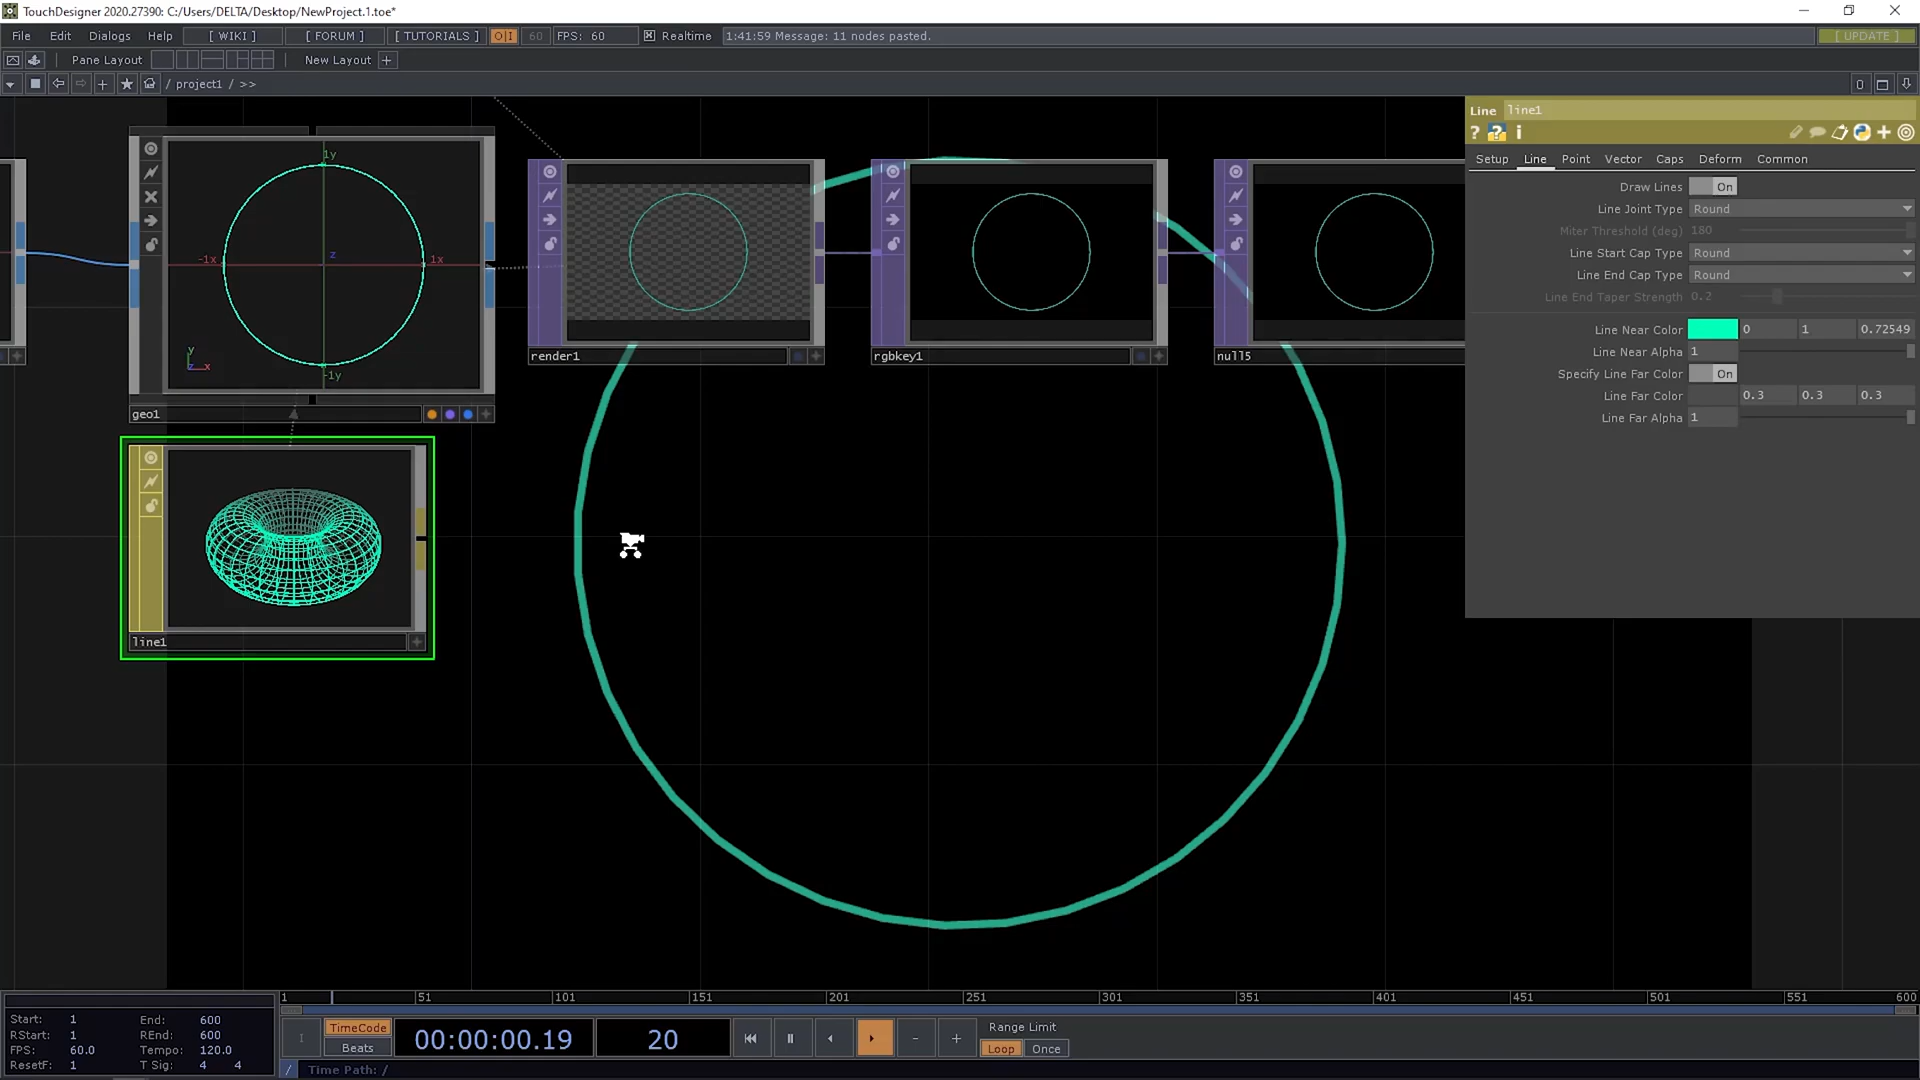 TouchDesigner 2020.27390: C:/Users/DELTA/Desktop/NewProject.1.toe*
File Edit Dialogs Help [ WIKI ] [ FORUM ] [ TUTORIALS ] O|I 60 FPS: 60 Realtime 1:41:59 Message: 11 nodes pasted. [ UPDATE ]
Pane Layout New Layout +
/ project1 / >> 0
Line line1
? ? i
Setup Line Point Vector Caps Deform Common
Draw Lines On
Line Joint Type Round
Miter Threshold (deg) 180
Line Start Cap Type Round
Line End Cap Type Round
Line End Taper Strength 0.2
Line Near Color 0 1 0.72549
Line Near Alpha 1
Specify Line Far Color On
Line Far Color 0.3 0.3 0.3
Line Far Alpha 1
1y
-1x z 1x
-1y
y
z x
geo1
render1
rgbkey1
null5
line1
1 51 101 151 201 251 301 351 401 451 501 551 600
Start: 1 End: 600
RStart: 1 REnd: 600
FPS: 60.0 Tempo: 120.0
ResetF: 1 T Sig: 4 4
TimeCode
Beats
00:00:00.19
20
Range Limit
Loop Once
/ Time Path: /